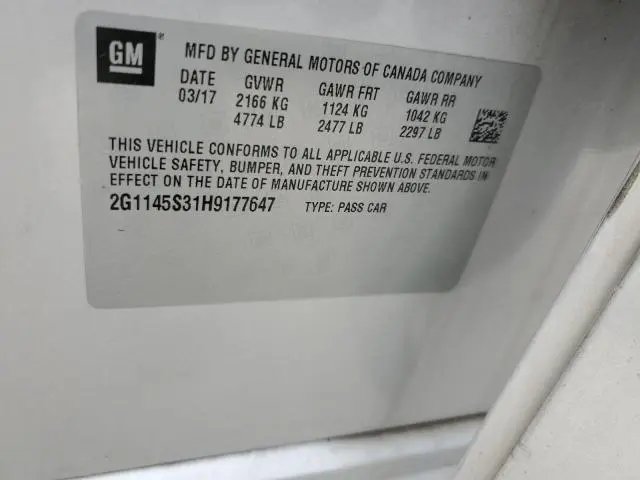 GM ®
MFD BY GENERAL MOTORS OF CANADA COMPANY
DATE GVWR GAWR FRT GAWR RR
03/17 2166 KG 1124 KG 1042 KG
4774 LB 2477 LB 2297 LB
THIS VEHICLE CONFORMS TO ALL APPLICABLE U.S. FEDERAL MOTOR
VEHICLE SAFETY, BUMPER, AND THEFT PREVENTION STANDARDS IN
EFFECT ON THE DATE OF MANUFACTURE SHOWN ABOVE.
2G1145S31H9177647 TYPE: PASS CAR